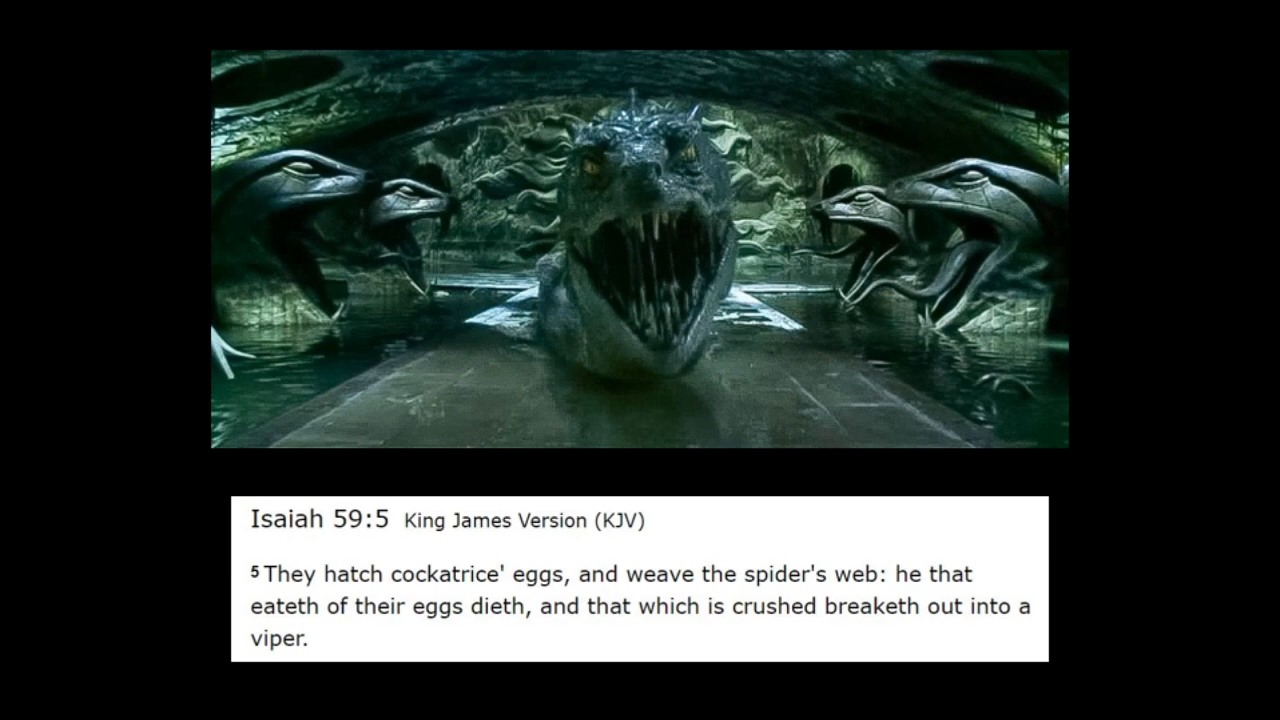 Isaiah 59:5 King James Version (KJV)
5 They hatch cockatrice' eggs, and weave the spider's web: he that
eateth of their eggs dieth, and that which is crushed breaketh out into a
viper.